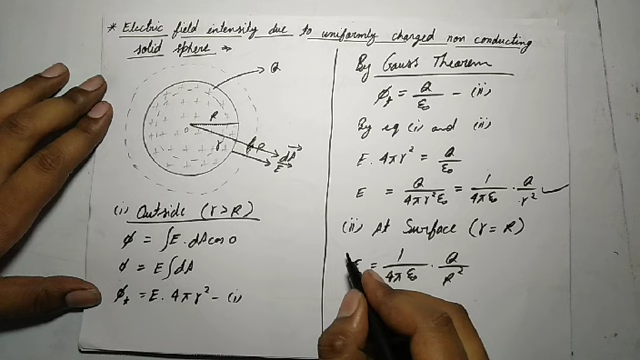 * Electric field intensity due to uniformly charged non conducting
solid sphere ⇒
Q
R
O
r
P
dA
E
(i) Outside (r > R)
ϕ = ∫ E. dA cos 0
ϕ = E ∫ dA
ϕt = E. 4πr² - (i)
By Gauss Theorem
ϕt = Q/ε₀ - (ii)
By eq (i) and (ii)
E. 4πr² = Q/ε₀
E = Q/4πr²ε₀ = 1/4πε₀ · Q/r²
(ii) At Surface (r = R)
E = 1/4πε₀ · Q/R²